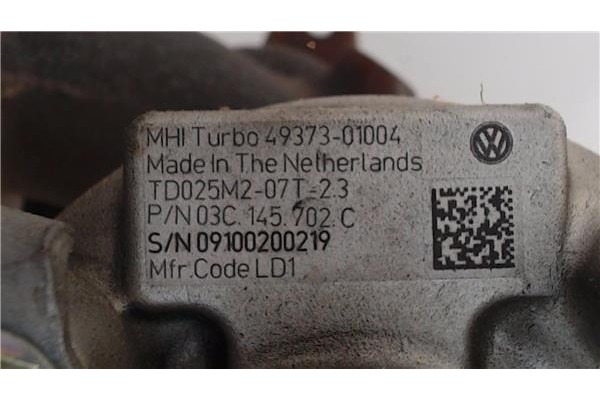 MHI Turbo 49373-01004
Made In The Netherlands
TD025M2-07T-2.3
P/N 03C 145 702 C
S/N 09100200219
Mfr.Code LD1